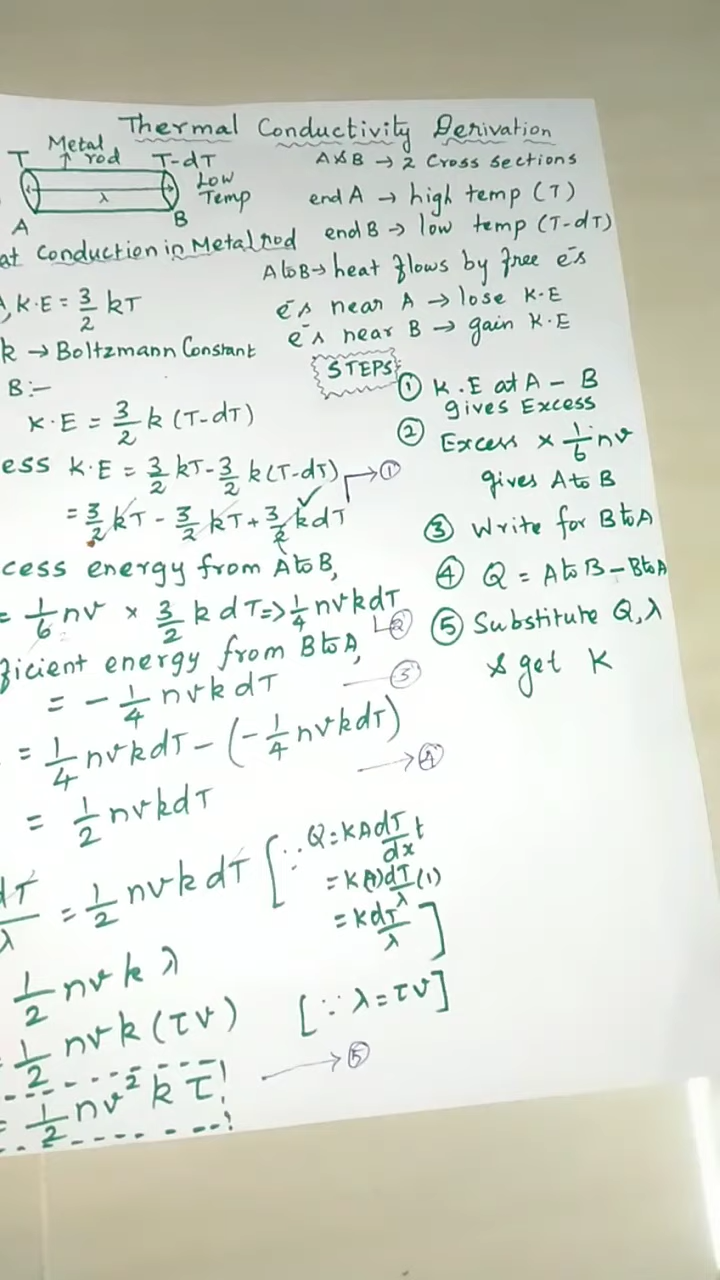 Thermal Conductivity Derivation
Metal rod
T
T-dT
Low Temp
λ
A
B
at Conduction in Metal rod
A, K.E = 3/2 kT
k → Boltzmann Constant
B:-
K.E = 3/2 k (T-dT)
ess K.E = 3/2 kT - 3/2 k(T-dT) → ①
= 3/2 kT - 3/2 kT + 3/2 kdT ✓
cess energy from A to B,
= 1/6 nv × 3/2 k dT => 1/4 nvkdT ②
ficient energy from B to A,
= - 1/4 nvkdT — ③
= 1/4 nvkdT - (-1/4 nvkdT) → ④
= 1/2 nvkdT
dT/λ = 1/2 nvkdT [∵ Q = KA dT/dx t
= K(1) dT/λ (1)
= K dT/λ ]
1/2 nvkλ
= 1/2 nvk(τv) [∵ λ = τv]
= 1/2 nv² kτ → ⑤
A & B → 2 Cross sections
end A → high temp (T)
end B → low temp (T-dT)
A to B → heat flows by free e⁻s
e⁻s near A → lose K.E
e⁻s near B → gain K.E
STEPS
① K.E at A - B
gives Excess
② Excess × 1/6 nv
gives A to B
③ Write for B to A
④ Q = A to B - B to A
⑤ Substitute Q, λ
& get K